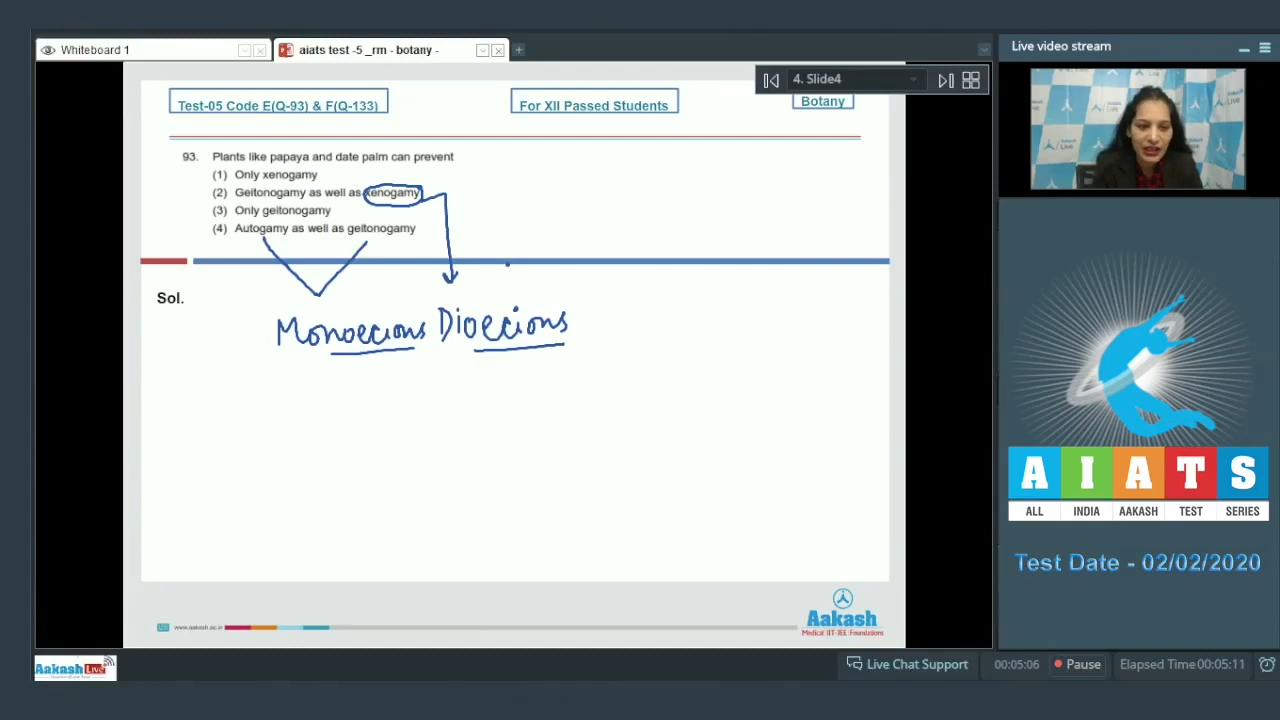 Whiteboard 1
aiats test -5 _rm - botany -
Live video stream
4. Slide4
Test-05 Code E(Q-93) & F(Q-133)
For XII Passed Students
Botany
93. Plants like papaya and date palm can prevent
(1) Only xenogamy
(2) Geitonogamy as well as xenogamy
(3) Only geitonogamy
(4) Autogamy as well as geitonogamy
Sol.
Monoecious Dioecious
A I A T S
ALL INDIA AAKASH TEST SERIES
Test Date - 02/02/2020
www.aakash.ac.in
Aakash
Medical|IIT-JEE|Foundations
Aakash Live
Live Chat Support
00:05:06
Pause
Elapsed Time 00:05:11